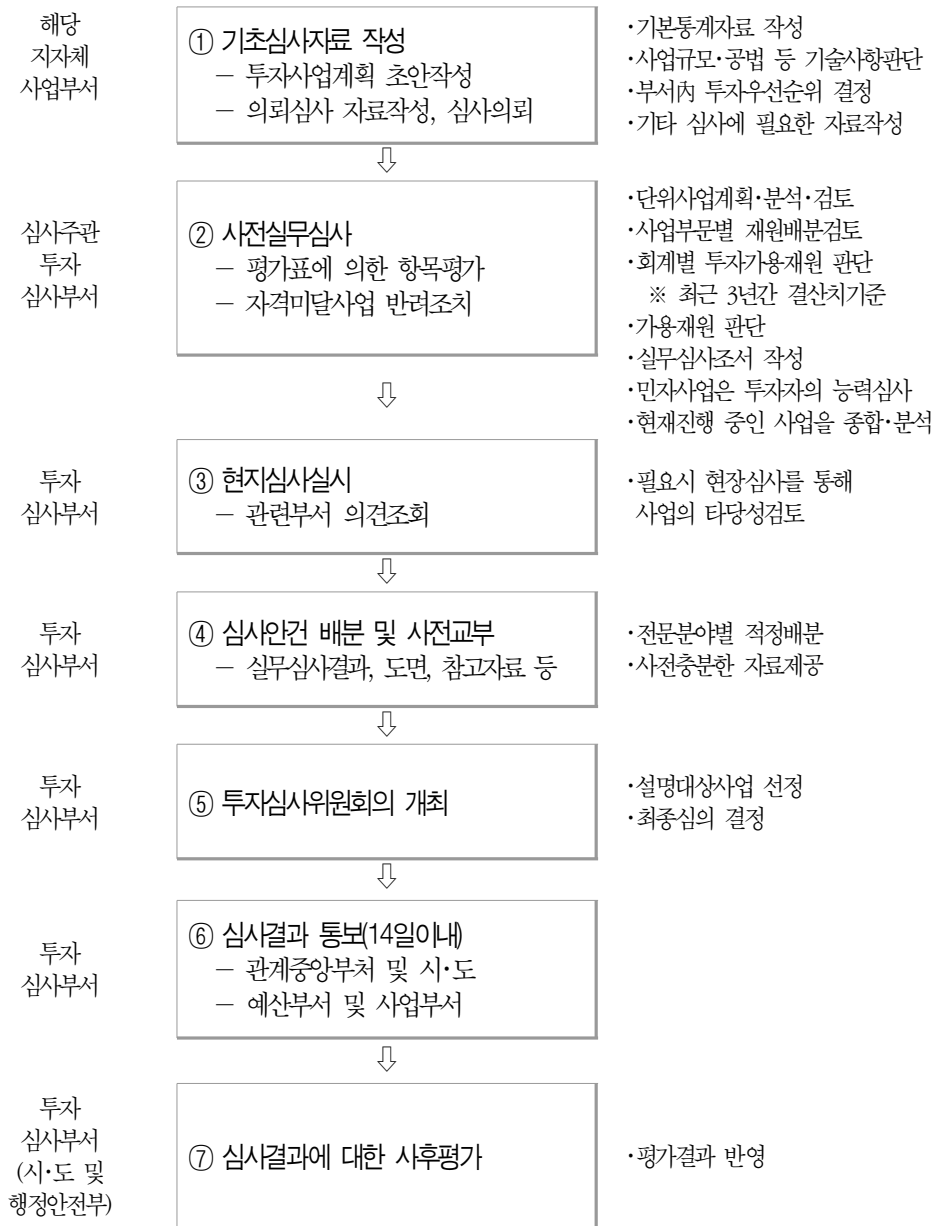 해당
지자체
사업부서
① 기초심사자료 작성
― 투자사업계획 초안작성
― 의뢰심사 자료작성, 심사의뢰
·기본통계자료 작성
·사업규모·공법 등 기술사항판단
·부서內 투자우선순위 결정
·기타 심사에 필요한 자료작성
⇩
심사주관
투자
심사부서
② 사전실무심사
― 평가표에 의한 항목평가
― 자격미달사업 반려조치
·단위사업계획·분석·검토
·사업부문별 재원배분검토
·회계별 투자가용재원 판단
※ 최근 3년간 결산치기준
·가용재원 판단
·실무심사조서 작성
·민자사업은 투자자의 능력심사
·현재진행 중인 사업을 종합·분석
⇩
투자
심사부서
③ 현지심사실시
― 관련부서 의견조회
·필요시 현장심사를 통해
사업의 타당성검토
⇩
투자
심사부서
④ 심사안건 배분 및 사전교부
― 실무심사결과, 도면, 참고자료 등
·전문분야별 적정배분
·사전충분한 자료제공
⇩
투자
심사부서
⑤ 투자심사위원회의 개최
·설명대상사업 선정
·최종심의 결정
⇩
투자
심사부서
⑥ 심사결과 통보(14일이내)
― 관계중앙부처 및 시·도
― 예산부서 및 사업부서
⇩
투자
심사부서
(시·도 및
행정안전부)
⑦ 심사결과에 대한 사후평가
·평가결과 반영